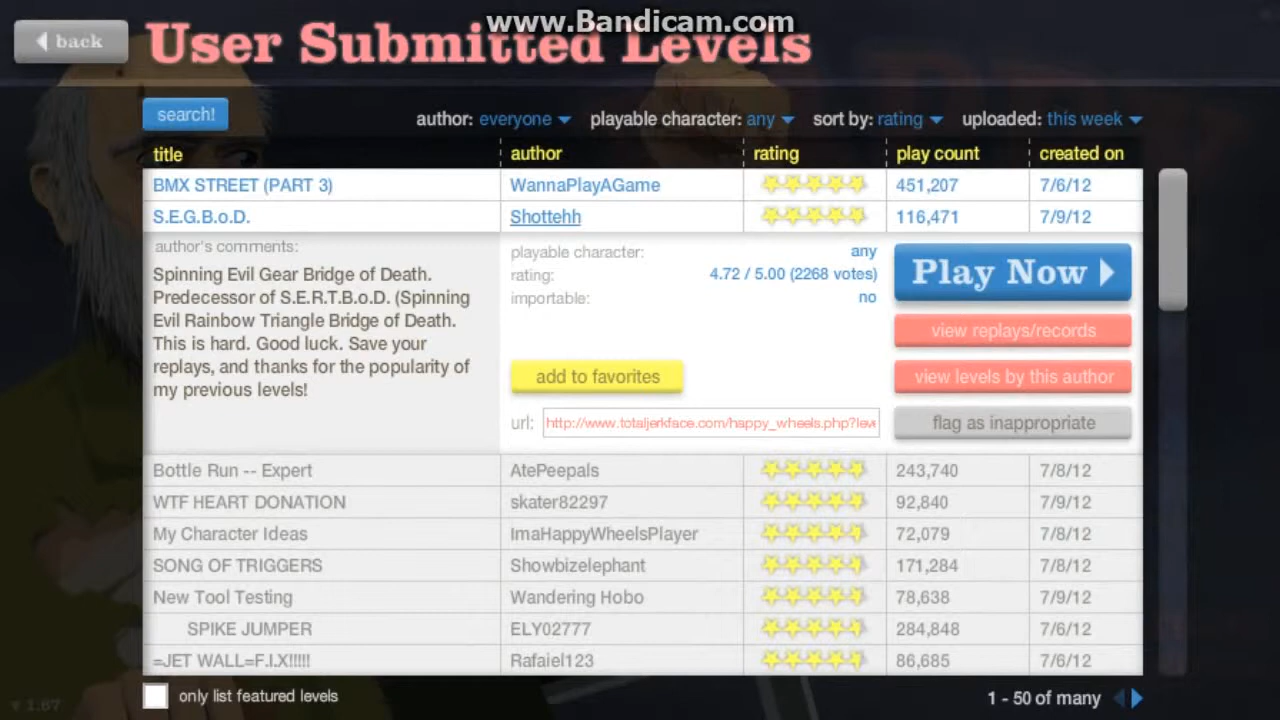 www.Bandicam.com
back
User Submitted Levels
search!
author: everyone playable character: any sort by: rating uploaded: this week
title author rating play count created on
BMX STREET (PART 3) WannaPlayAGame 451,207 7/6/12
S.E.G.B.o.D. Shottehh 116,471 7/9/12
author's comments:
Spinning Evil Gear Bridge of Death.
Predecessor of S.E.R.T.B.o.D. (Spinning
Evil Rainbow Triangle Bridge of Death.
This is hard. Good luck. Save your
replays, and thanks for the popularity of
my previous levels!
playable character: any
rating: 4.72 / 5.00 (2268 votes)
importable: no
add to favorites
url: http://www.totaljerkface.com/happy_wheels.php?leve
Play Now
view replays/records
view levels by this author
flag as inappropriate
Bottle Run -- Expert AtePeepals 243,740 7/8/12
WTF HEART DONATION skater82297 92,840 7/9/12
My Character Ideas ImaHappyWheelsPlayer 72,079 7/8/12
SONG OF TRIGGERS Showbizelephant 171,284 7/8/12
New Tool Testing Wandering Hobo 78,638 7/9/12
SPIKE JUMPER ELY02777 284,848 7/6/12
=JET WALL=F.I.X!!!!! Rafaiel123 86,685 7/6/12
only list featured levels
1 - 50 of many
v 1.67